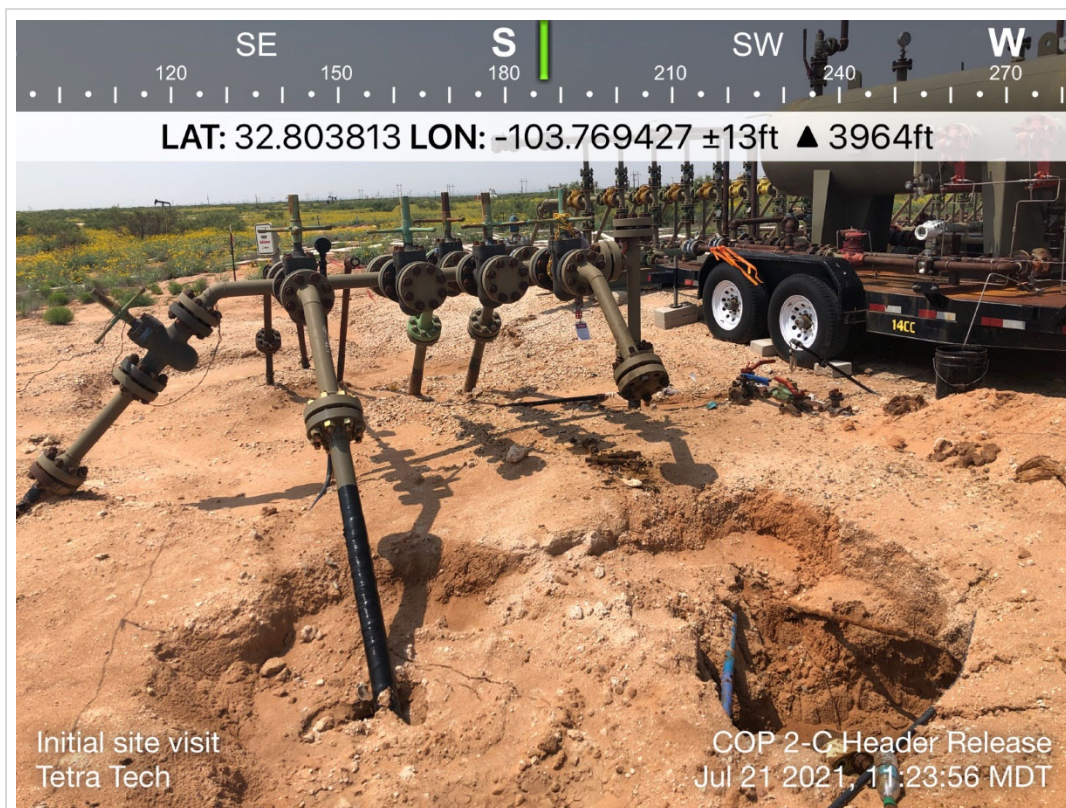 SE S SW W
120 150 180 210 240 270
LAT: 32.803813 LON: -103.769427 ±13ft ▲ 3964ft
14CC
Initial site visit
Tetra Tech
COP 2-C Header Release
Jul 21 2021, 11:23:56 MDT